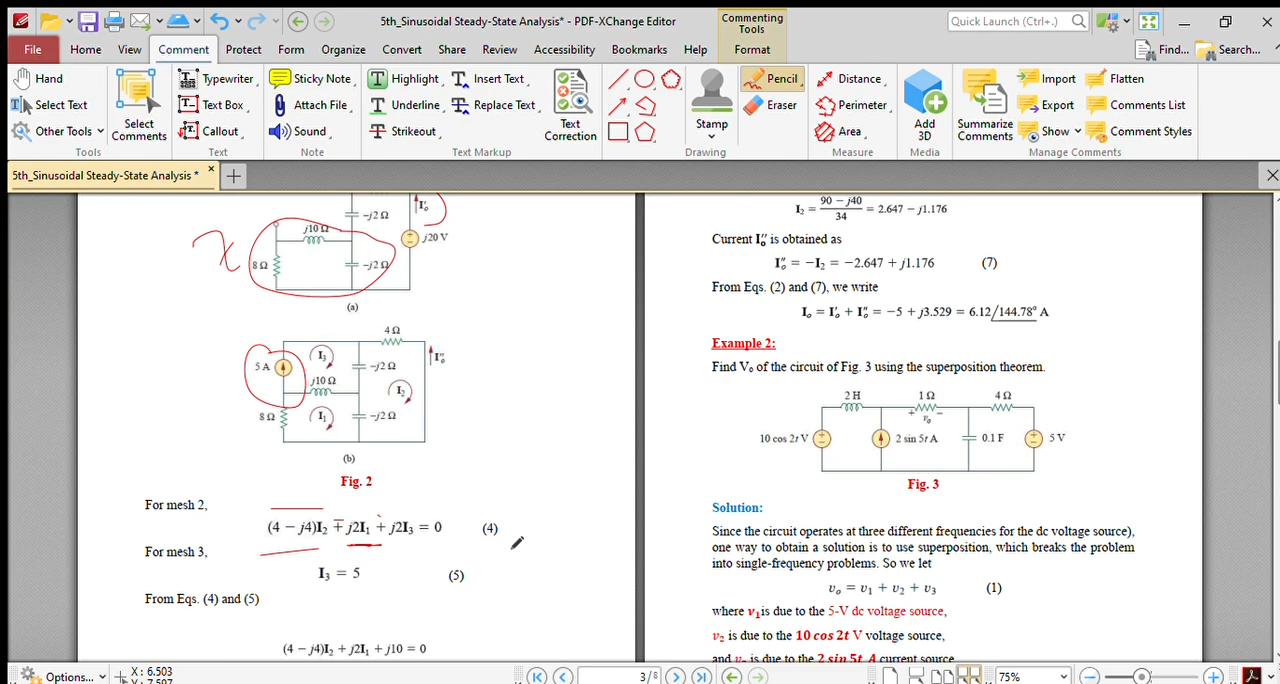 5th_Sinusoidal Steady-State Analysis* - PDF-XChange Editor
Commenting Tools
Quick Launch (Ctrl+.)
File Home View Comment Protect Form Organize Convert Share Review Accessibility Bookmarks Help Format Find... Search...
Hand
Select Text
Other Tools
Select Comments
Typewriter
Text Box
Callout
Sticky Note
Attach File
Sound
Highlight
Underline
Strikeout
Insert Text
Replace Text
Text Correction
Stamp
Pencil
Eraser
Distance
Perimeter
Area
Add 3D
Summarize Comments
Import
Export
Show
Flatten
Comments List
Comment Styles
Tools Text Note Text Markup Drawing Measure Media Manage Comments
5th_Sinusoidal Steady-State Analysis *
-j2 Ω
I'ₒ
j10 Ω
j20 V
8 Ω
-j2 Ω
(a)
4 Ω
I₃
I''ₒ
5 A
-j2 Ω
j10 Ω
I₂
8 Ω
I₁
-j2 Ω
(b)
Fig. 2
For mesh 2,
(4 − j4)I₂ + j2I₁ + j2I₃ = 0 (4)
For mesh 3,
I₃ = 5 (5)
From Eqs. (4) and (5)
(4 − j4)I₂ + j2I₁ + j10 = 0
I₂ = 90 − j40 / 34 = 2.647 − j1.176
Current I''ₒ is obtained as
I''ₒ = −I₂ = −2.647 + j1.176 (7)
From Eqs. (2) and (7), we write
Iₒ = I'ₒ + I''ₒ = −5 + j3.529 = 6.12/144.78° A
Example 2:
Find Vₒ of the circuit of Fig. 3 using the superposition theorem.
2 H 1 Ω 4 Ω
+ vₒ −
10 cos 2t V 2 sin 5t A 0.1 F 5 V
Fig. 3
Solution:
Since the circuit operates at three different frequencies for the dc voltage source),
one way to obtain a solution is to use superposition, which breaks the problem
into single-frequency problems. So we let
vₒ = v₁ + v₂ + v₃ (1)
where v₁is due to the 5-V dc voltage source,
v₂ is due to the 10 cos 2t V voltage source,
and v₃ is due to the 2 sin 5t A current source
Options...
X: 6.503
3/8
75%